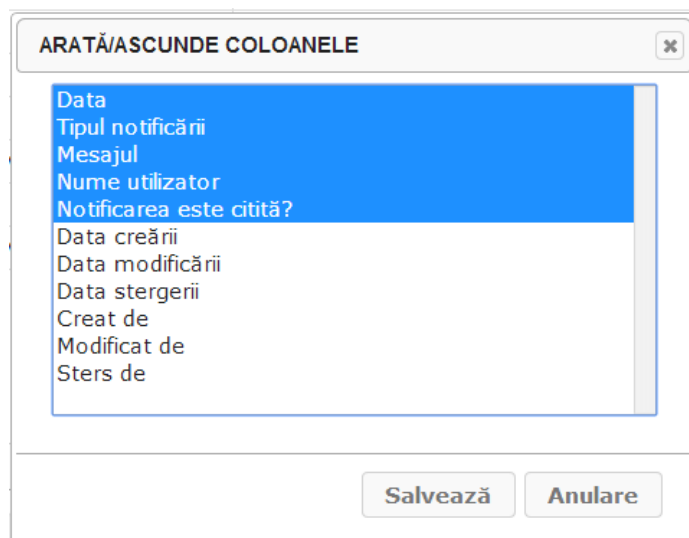 ARATĂ/ASCUNDE COLOANELE
Data
Tipul notificării
Mesajul
Nume utilizator
Notificarea este citită?
Data creării
Data modificării
Data stergerii
Creat de
Modificat de
Sters de
Salvează
Anulare